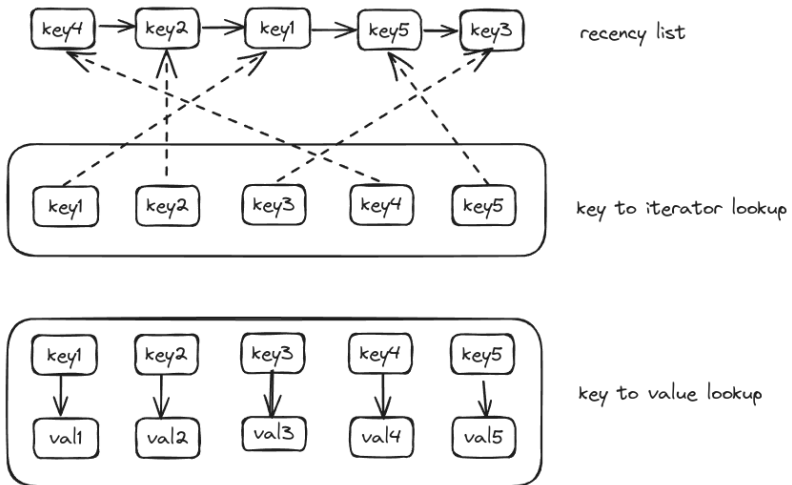 key4 key2 key1 key5 key3 recency list
key1 key2 key3 key4 key5 key to iterator lookup
key1 key2 key3 key4 key5
key to value lookup
val1 val2 val3 val4 val5